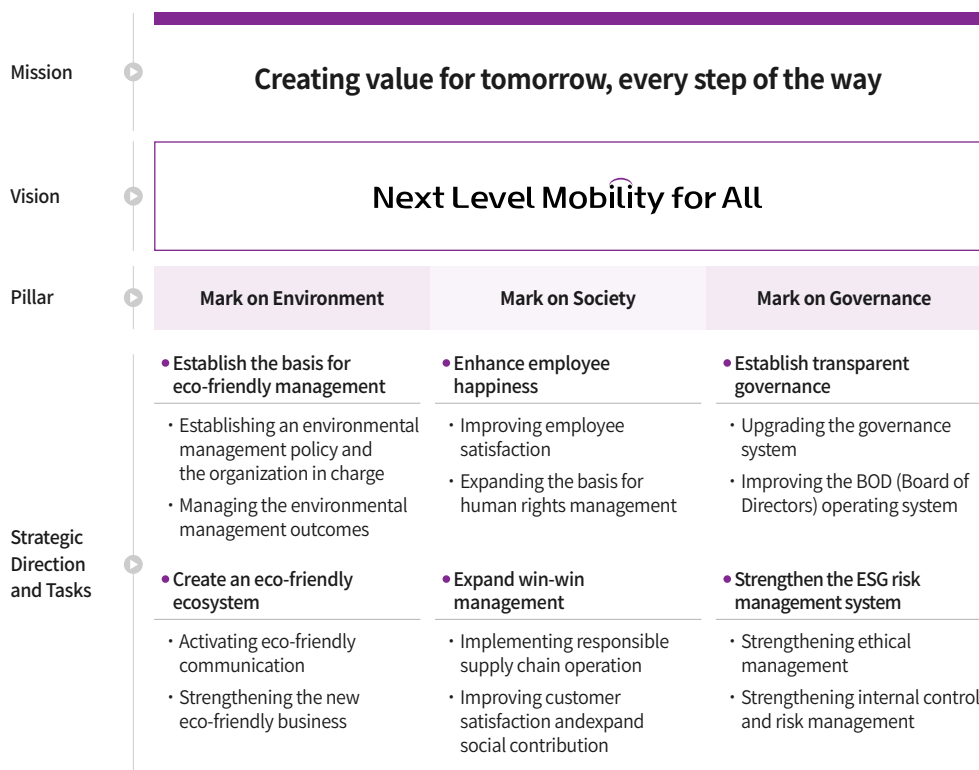 Mission
Creating value for tomorrow, every step of the way
Vision
Next Level Mobility for All
Pillar
Mark on Environment
Mark on Society
Mark on Governance
Strategic
Direction
and Tasks
• Establish the basis for
eco-friendly management
· Establishing an environmental
management policy and
the organization in charge
· Managing the environmental
management outcomes
• Create an eco-friendly
ecosystem
· Activating eco-friendly
communication
· Strengthening the new
eco-friendly business
• Enhance employee
happiness
· Improving employee
satisfaction
· Expanding the basis for
human rights management
• Expand win-win
management
· Implementing responsible
supply chain operation
· Improving customer
satisfaction andexpand
social contribution
• Establish transparent
governance
· Upgrading the governance
system
· Improving the BOD (Board of
Directors) operating system
• Strengthen the ESG risk
management system
· Strengthening ethical
management
· Strengthening internal control
and risk management